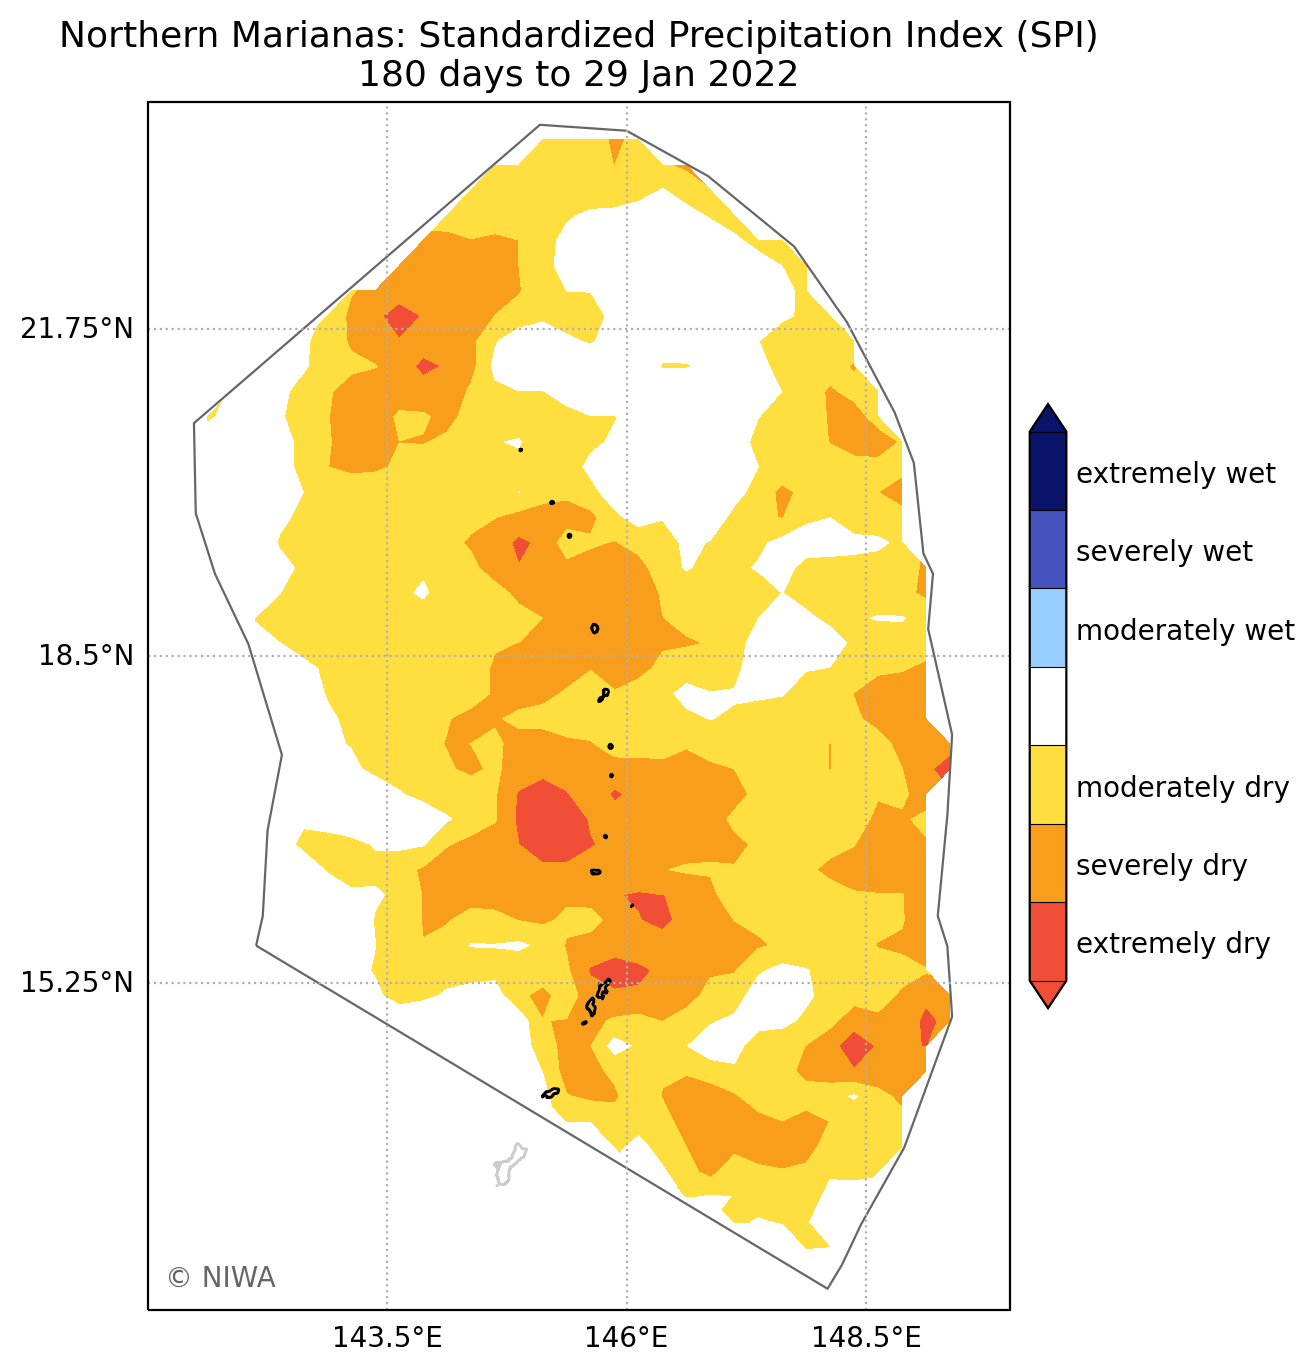 Northern Marianas: Standardized Precipitation Index (SPI)
180 days to 29 Jan 2022
21.75°N
18.5°N
15.25°N
143.5°E
146°E
148.5°E
extremely wet
severely wet
moderately wet
moderately dry
severely dry
extremely dry
© NIWA